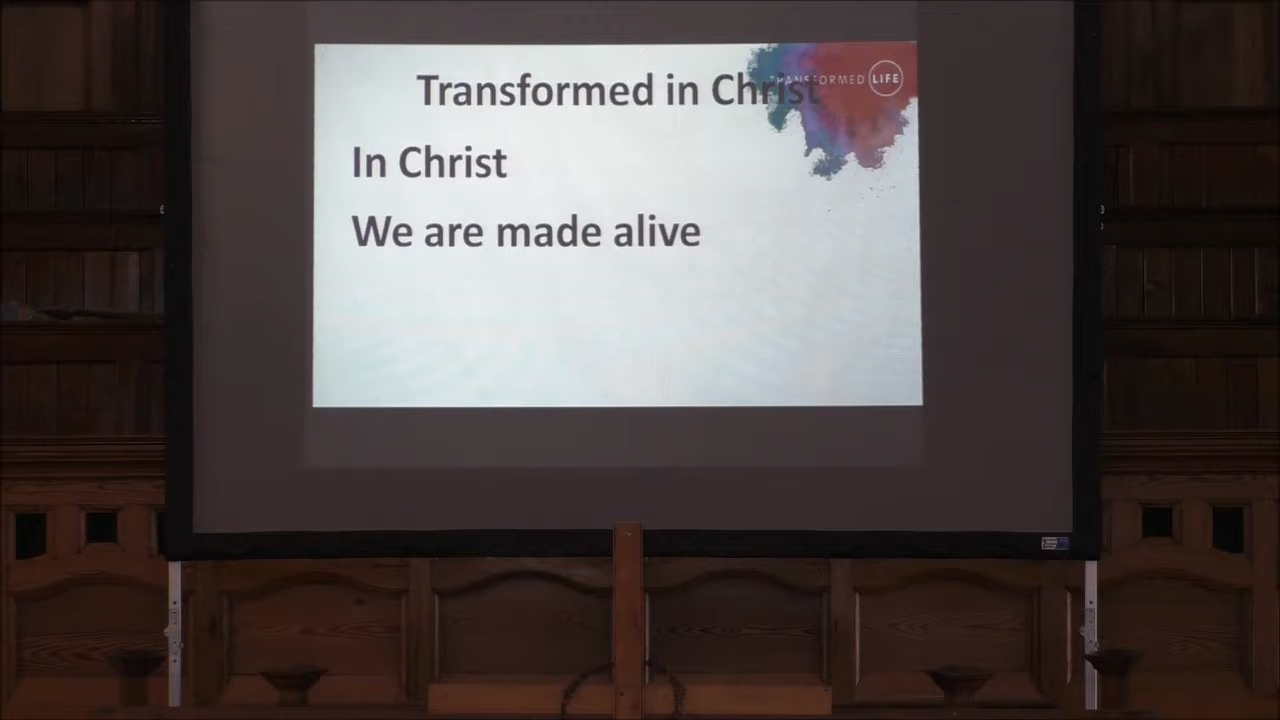 Transformed in Christ
TRANSFORMED LIFE
In Christ
We are made alive